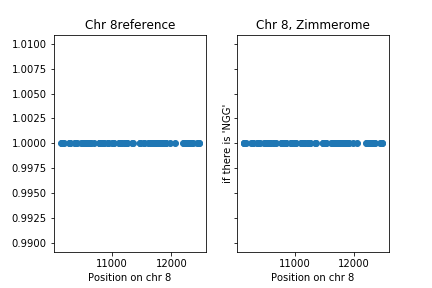 Chr 8reference
Chr 8, Zimmerome
1.0100
1.0075
1.0050
1.0025
1.0000
0.9975
0.9950
0.9925
0.9900
if there is 'NGG'
11000
12000
11000
12000
Position on chr 8
Position on chr 8